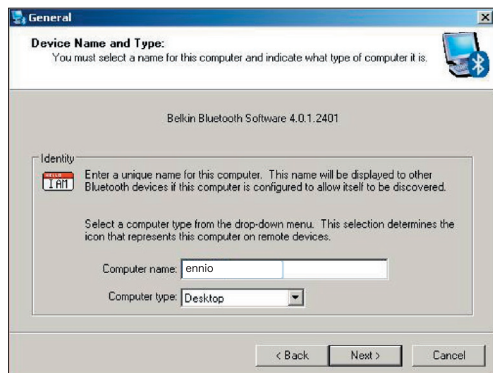 General
Device Name and Type:
You must select a name for this computer and indicate what type of computer it is.
Belkin Bluetooth Software 4.0.1.2401
Identity
HELLO
I AM
Enter a unique name for this computer. This name will be displayed to other
Bluetooth devices if this computer is configured to allow itself to be discovered.
Select a computer type from the drop-down menu. This selection determines the
icon that represents this computer on remote devices.
Computer name: ennio
Computer type: Desktop
< Back Next > Cancel